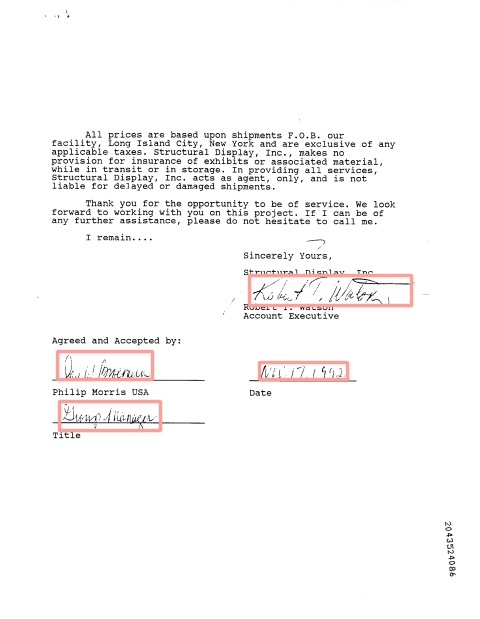 All prices are based upon shipments F.O.B. our
facility, Long Island City, New York and are exclusive of any
applicable taxes. Structural Display, Inc., makes no
provision for insurance of exhibits or associated material,
while in transit or in storage. In providing all services,
Structural Display, Inc. acts as agent, only, and is not
liable for delayed or damaged shipments.
Thank you for the opportunity to be of service. We look
forward to working with you on this project. If I can be of
any further assistance, please do not hesitate to call me.
I remain....
Sincerely Yours,
Structural Display, Inc
Robert T. Watson
Robert T. Watson
Account Executive
Agreed and Accepted by:
Nov 17 1992
Philip Morris USA
Date
Group Manager
Title
2043524086